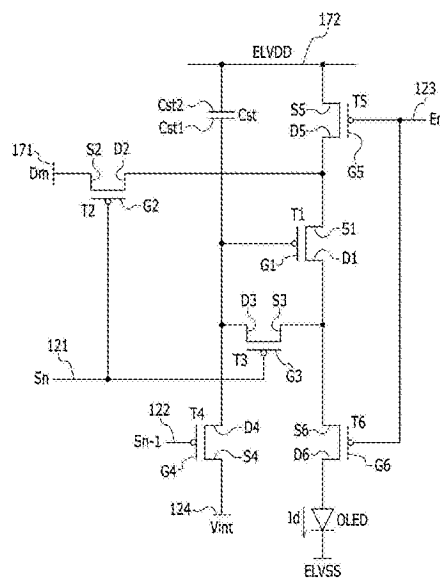 172
ELVDD
123
Cst2
Cst
Cst1
S5
T5
D5
G5
En
171
Dm
S2
D2
T2
G2
T1
S1
G1
D1
D3
S3
121
Sn
T3
G3
122
Sn-1
T4
D4
G4
S4
S6
T6
D6
G6
124
Vint
Id
OLED
ELVSS